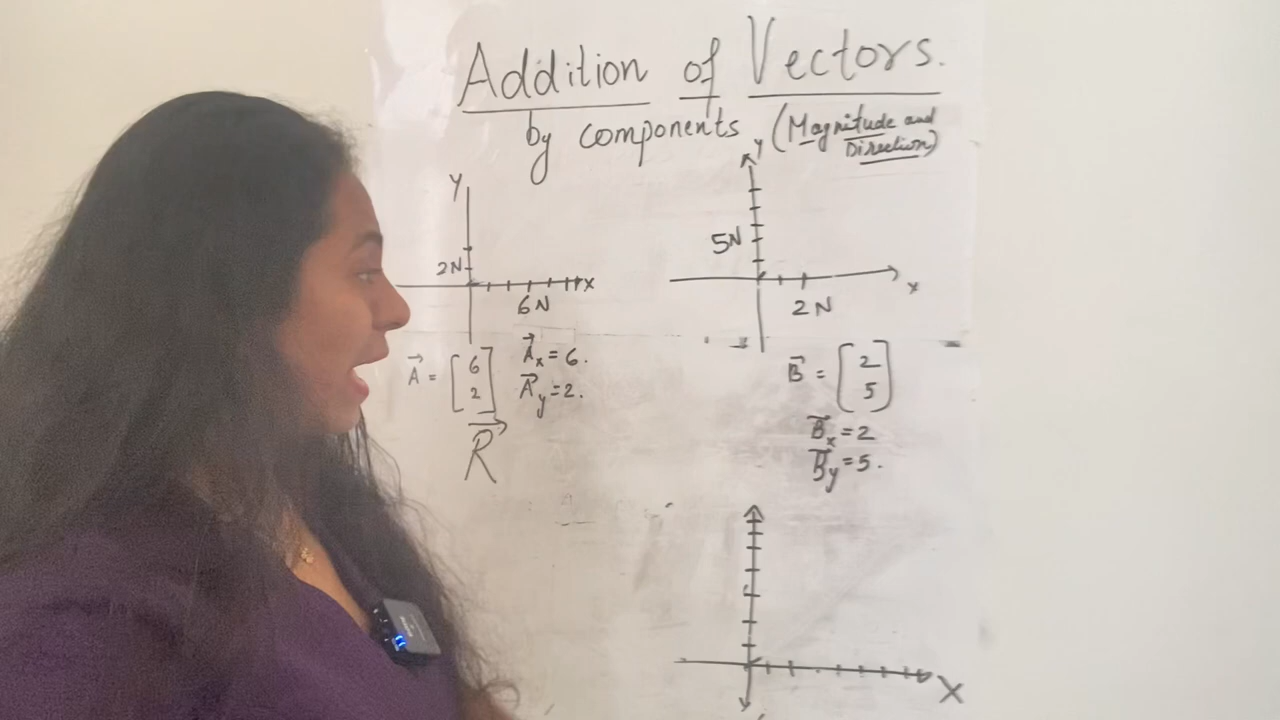 Addition of Vectors.
by components (Magnitude and Direction)
Y
2N
6N
x
y
5N
2N
x
A = [6 2]
Ax = 6.
Ay = 2.
R
B = [2 5]
Bx = 2
By = 5.
X